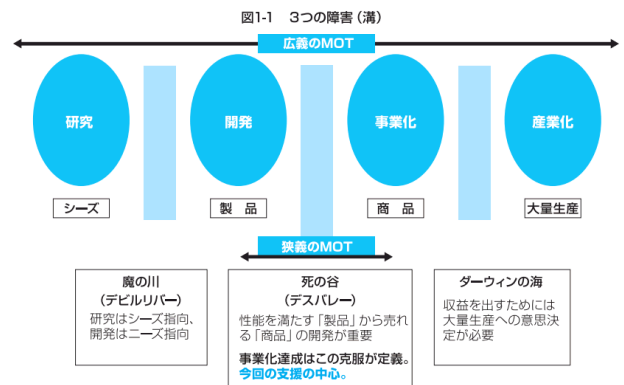 図1-1 3つの障害(溝)
広義のMOT
研究
開発
事業化
産業化
シーズ
製 品
商 品
大量生産
狭義のMOT
魔の川
(デビルリバー)
研究はシーズ指向、
開発はニーズ指向
死の谷
(デスバレー)
性能を満たす「製品」から売れ
る「商品」の開発が重要
事業化達成はこの克服が定義。
今回の支援の中心。
ダーウィンの海
収益を出すためには
大量生産への意思決
定が必要